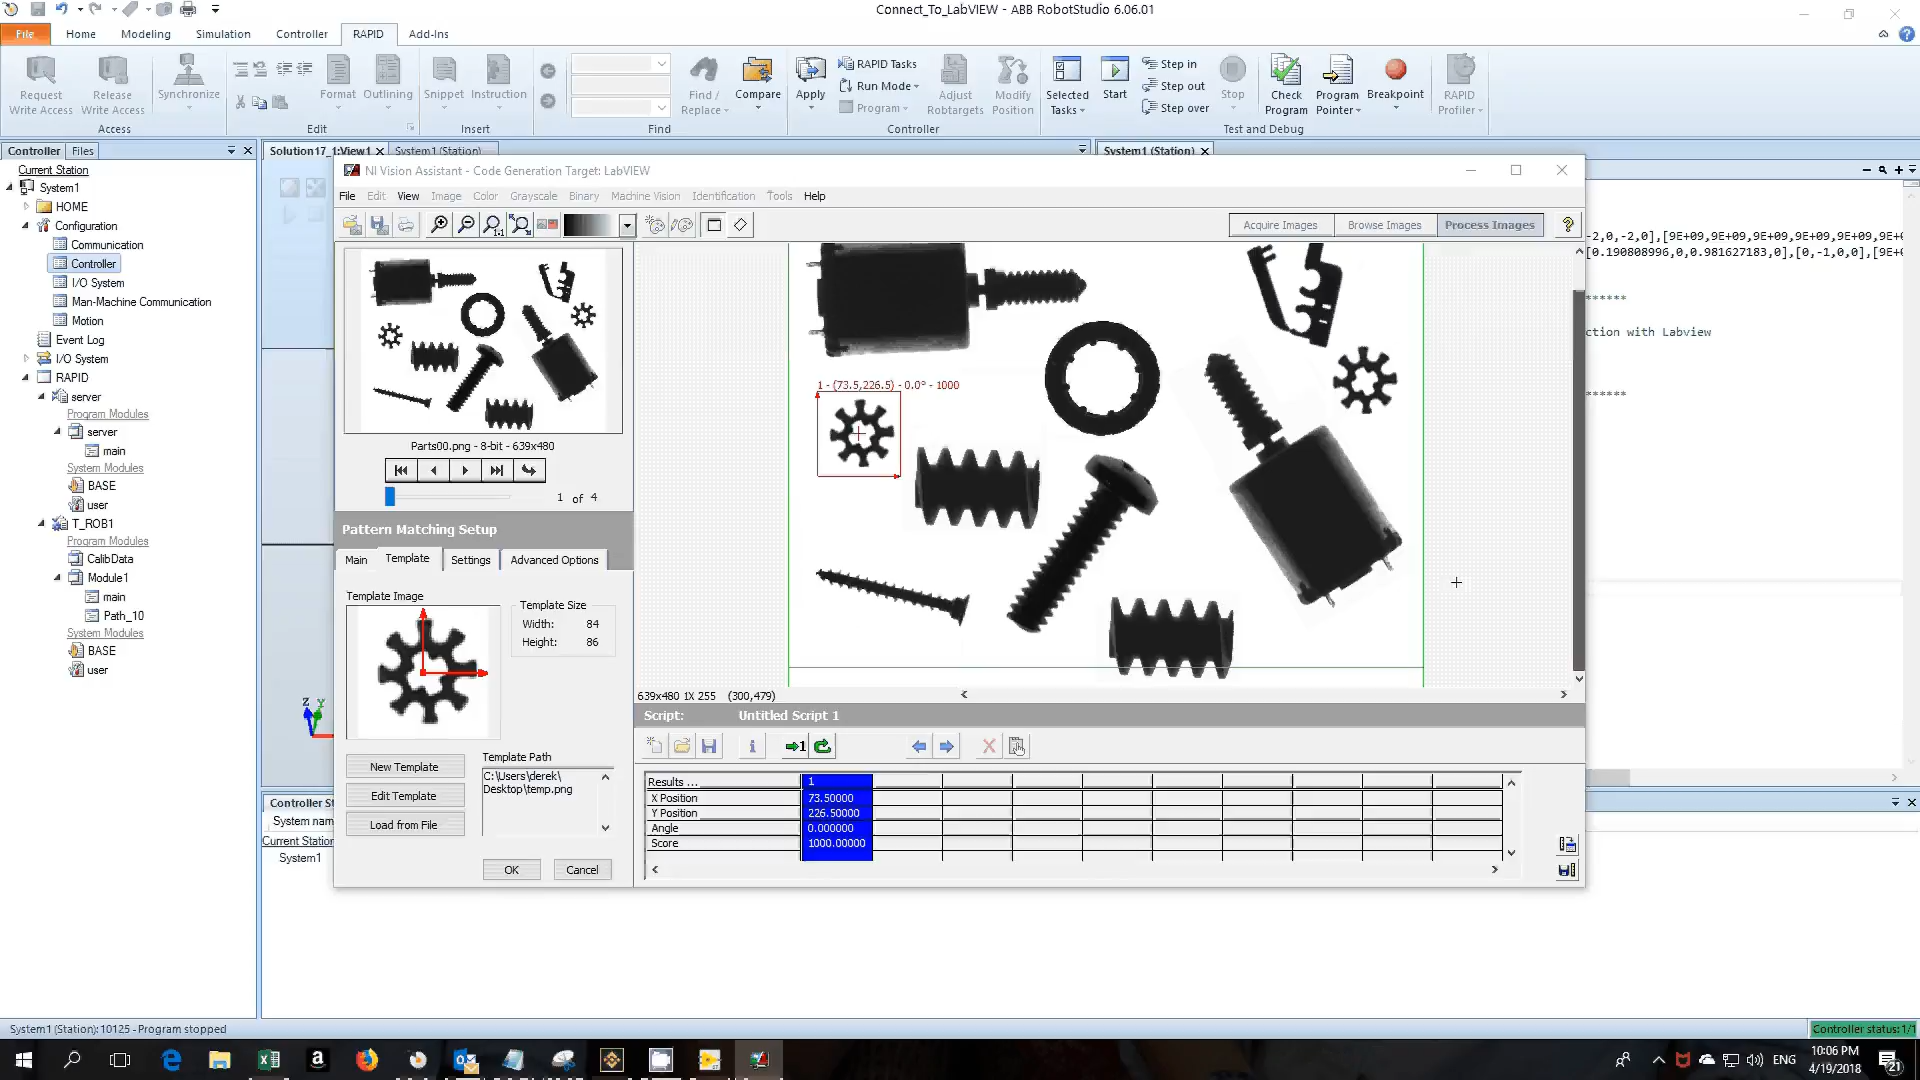 Connect_To_LabVIEW - ABB RobotStudio 6.06.01
File Home Modeling Simulation Controller RAPID Add-Ins
Request Write Access
Release Write Access
Synchronize
Format
Outlining
Snippet
Instruction
Find / Replace
Compare
Apply
RAPID Tasks
Run Mode
Program
Adjust Robtargets
Modify Position
Selected Tasks
Start
Step in
Step out
Step over
Stop
Check Program
Program Pointer
Breakpoint
RAPID Profiler
Access Edit Insert Find Controller Test and Debug
Controller Files
Current Station
System1
HOME
Configuration
Communication
Controller
I/O System
Man-Machine Communication
Motion
Event Log
I/O System
RAPID
server
Program Modules
server
main
System Modules
BASE
user
T_ROB1
Program Modules
CalibData
Module1
main
Path_10
System Modules
BASE
user
Solution17_1:View1 System1 (Station) System1 (Station)
-2,0,-2,0],[9E+09,9E+09,9E+09,9E+09,9E+09,9E+0
[0.190808996,0,0.981627183,0],[0,-1,0,0],[9E+
******
ction with Labview
******
Z Y
Controller St
System nam
Current Station
System1
NI Vision Assistant - Code Generation Target: LabVIEW
File Edit View Image Color Grayscale Binary Machine Vision Identification Tools Help
Acquire Images Browse Images Process Images
Parts00.png - 8-bit - 639x480
1 of 4
Pattern Matching Setup
Main Template Settings Advanced Options
Template Image
Template Size
Width: 84
Height: 86
New Template
Edit Template
Load from File
Template Path
C:\Users\derek\
Desktop\temp.png
OK Cancel
1 - (73.5,226.5) - 0.0° - 1000
639x480 1X 255 (300,479)
Script: Untitled Script 1
1
Results ... 1
X Position 73.50000
Y Position 226.50000
Angle 0.000000
Score 1000.00000
System1 (Station): 10125 - Program stopped
Controller status: 1/1
ENG
10:06 PM
4/19/2018
21